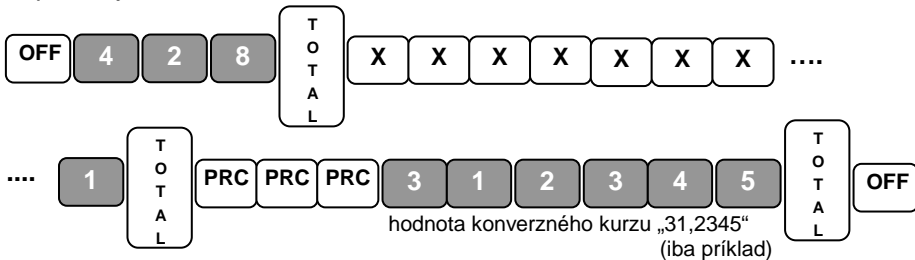 OFF 4 2 8 TOTAL X X X X X X X ....
.... 1 TOTAL PRC PRC PRC 3 1 2 3 4 5 TOTAL OFF
hodnota konverzného kurzu „31,2345“
(iba príklad)